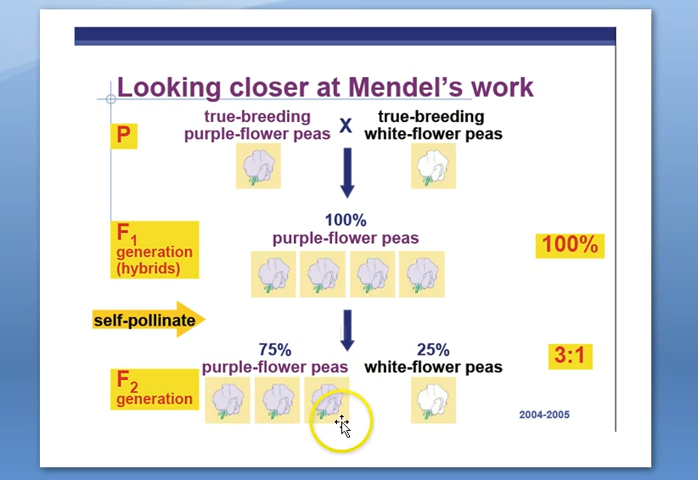 Looking closer at Mendel's work
P
true-breeding
purple-flower peas
X
true-breeding
white-flower peas
100%
purple-flower peas
F1
generation
(hybrids)
100%
self-pollinate
75%
purple-flower peas
25%
white-flower peas
3:1
F2
generation
2004-2005